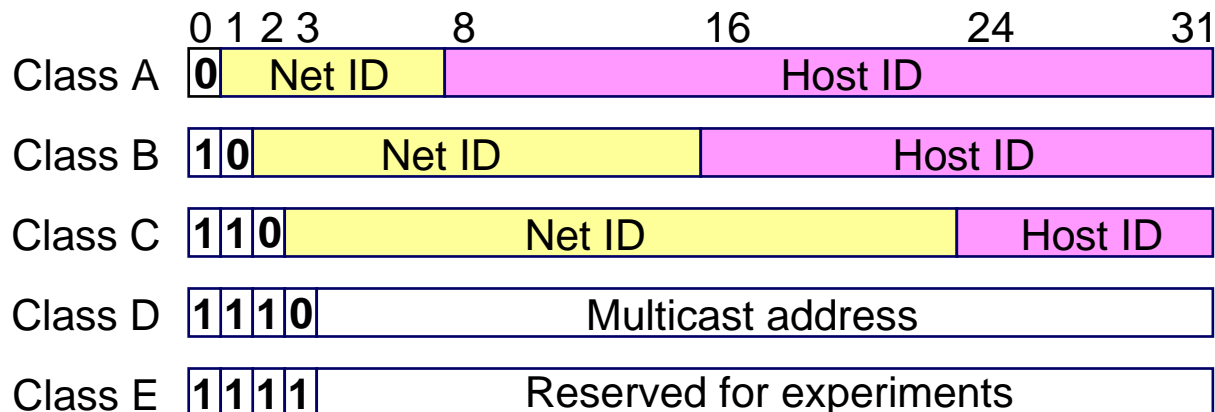 0 1 2 3 8 16 24 31
Class A 0 Net ID Host ID
Class B 1 0 Net ID Host ID
Class C 1 1 0 Net ID Host ID
Class D 1 1 1 0 Multicast address
Class E 1 1 1 1 Reserved for experiments